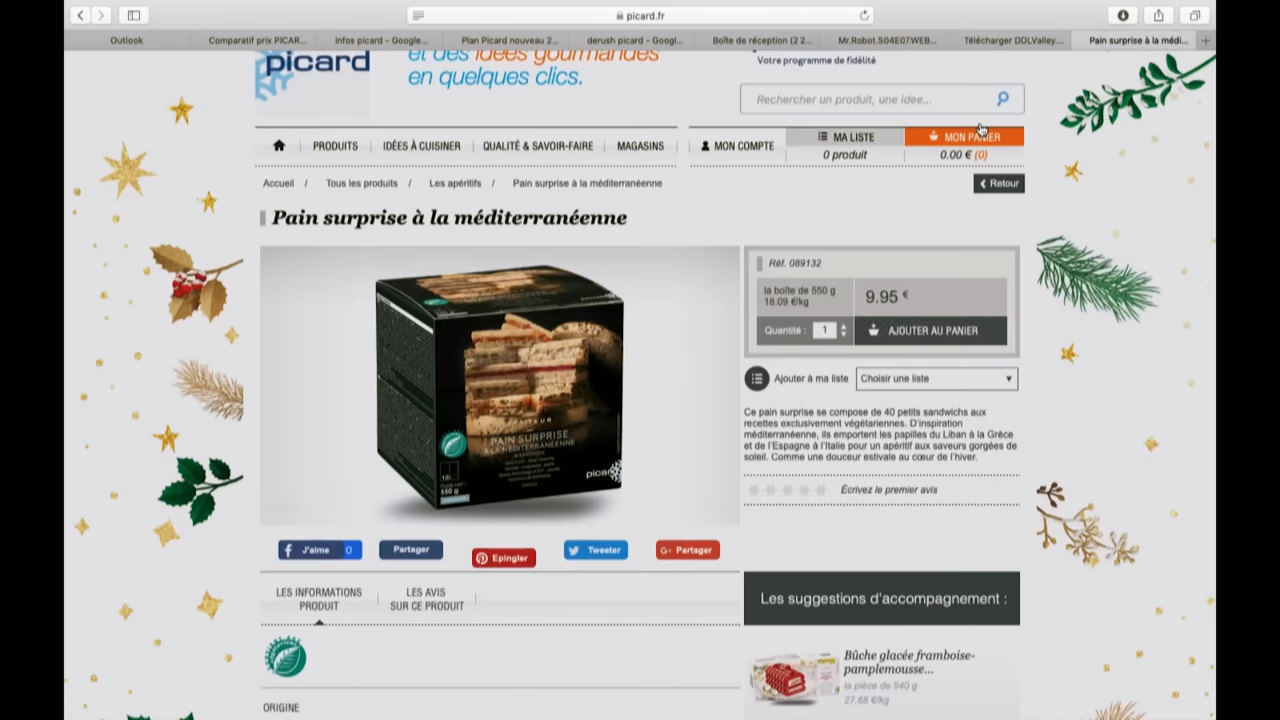 picard.fr
Outlook
Comparatif prix PICAR...
infos picard - Google...
Plan Picard nouveau 2...
derush picard - Googl...
Boîte de réception (2 2...
Mr.Robot.S04E07.WEB...
Télécharger DDLValley....
Pain surprise à la médi...
picard
et des idées gourmandes
en quelques clics.
Votre programme de fidélité
Rechercher un produit, une idee...
PRODUITS
IDÉES À CUISINER
QUALITÉ & SAVOIR-FAIRE
MAGASINS
MON COMPTE
MA LISTE
0 produit
MON PANIER
0.00 € (0)
Accueil / Tous les produits / Les apéritifs / Pain surprise à la méditerranéenne
Retour
Pain surprise à la méditerranéenne
PAIN SURPRISE
À LA MÉDITERRANÉENNE
picard
550 g
Réf. 089132
la boîte de 550 g
18.09 €/kg
9.95 €
Quantité : 1
AJOUTER AU PANIER
Ajouter à ma liste
Choisir une liste
Ce pain surprise se compose de 40 petits sandwichs aux
recettes exclusivement végétariennes. D'inspiration
méditerranéenne, ils emportent les papilles du Liban à la Grèce
et de l'Espagne à l'Italie pour un apéritif aux saveurs gorgées de
soleil. Comme une douceur estivale au cœur de l'hiver.
Écrivez le premier avis
J'aime 0
Partager
Epingler
Tweeter
G+ Partager
LES INFORMATIONS
PRODUIT
LES AVIS
SUR CE PRODUIT
Les suggestions d'accompagnement :
Bûche glacée framboise-
pamplemousse...
la pièce de 540 g
27.68 €/kg
ORIGINE